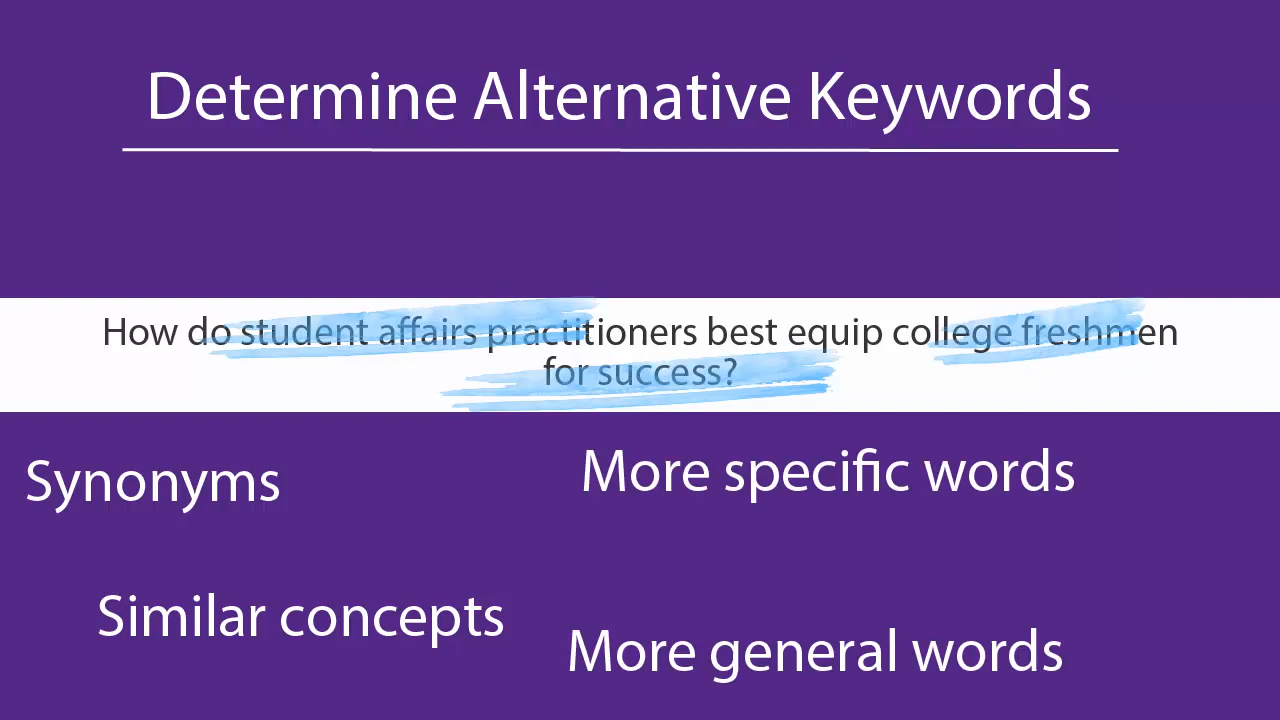 Determine Alternative Keywords
How do student affairs practitioners best equip college freshmen
for success?
Synonyms
More specific words
Similar concepts
More general words